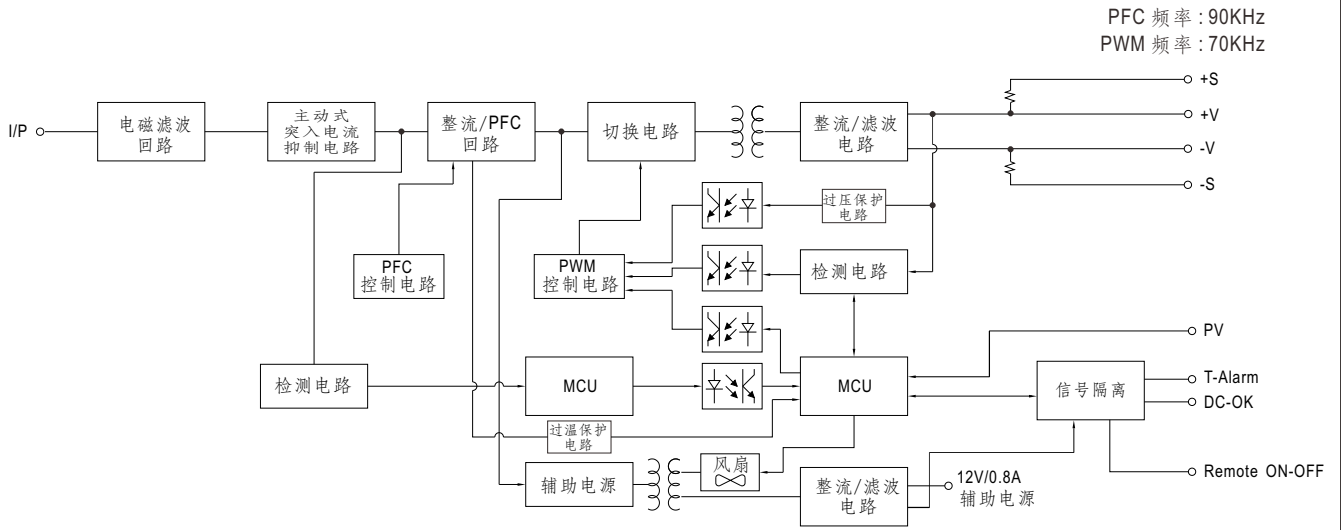 PFC 频率 : 90KHz
PWM 频率 : 70KHz
I/P
电磁滤波
回路
主动式
突入电流
抑制电路
整流/PFC
回路
切换电路
整流/滤波
电路
+S
+V
-V
-S
过压保护
电路
PFC
控制电路
PWM
控制电路
检测电路
检测电路
MCU
MCU
PV
信号隔离
T-Alarm
DC-OK
过温保护
电路
辅助电源
风扇
整流/滤波
电路
12V/0.8A
辅助电源
Remote ON-OFF